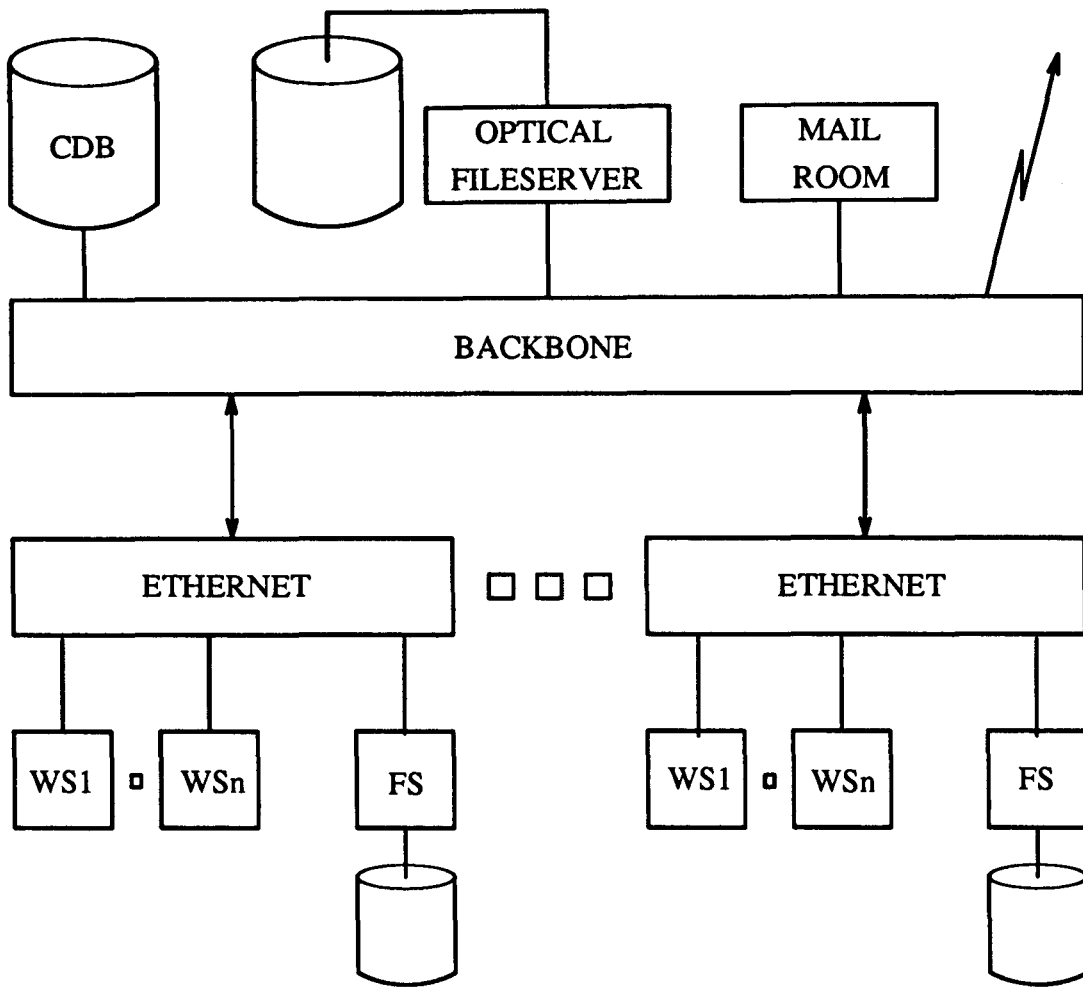 CDB
OPTICAL
FILESERVER
MAIL
ROOM
BACKBONE
ETHERNET
ETHERNET
WS1
WSn
FS
WS1
WSn
FS